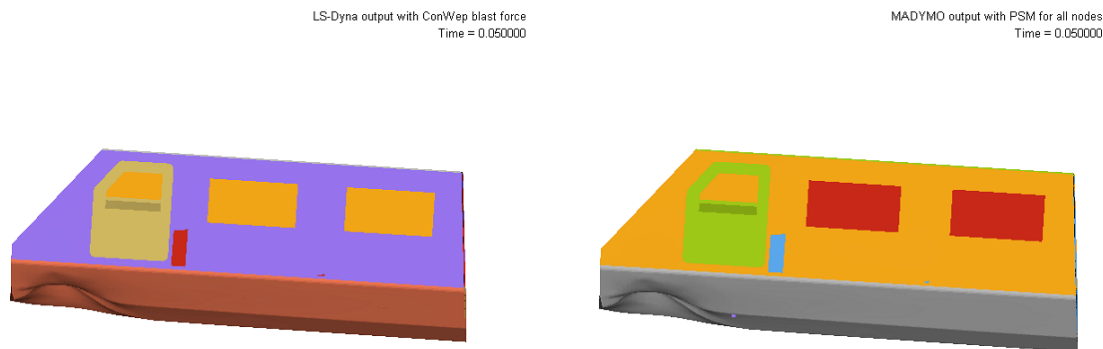 LS-Dyna output with ConWep blast force
Time = 0.050000
MADYMO output with PSM for all nodes
Time = 0.050000